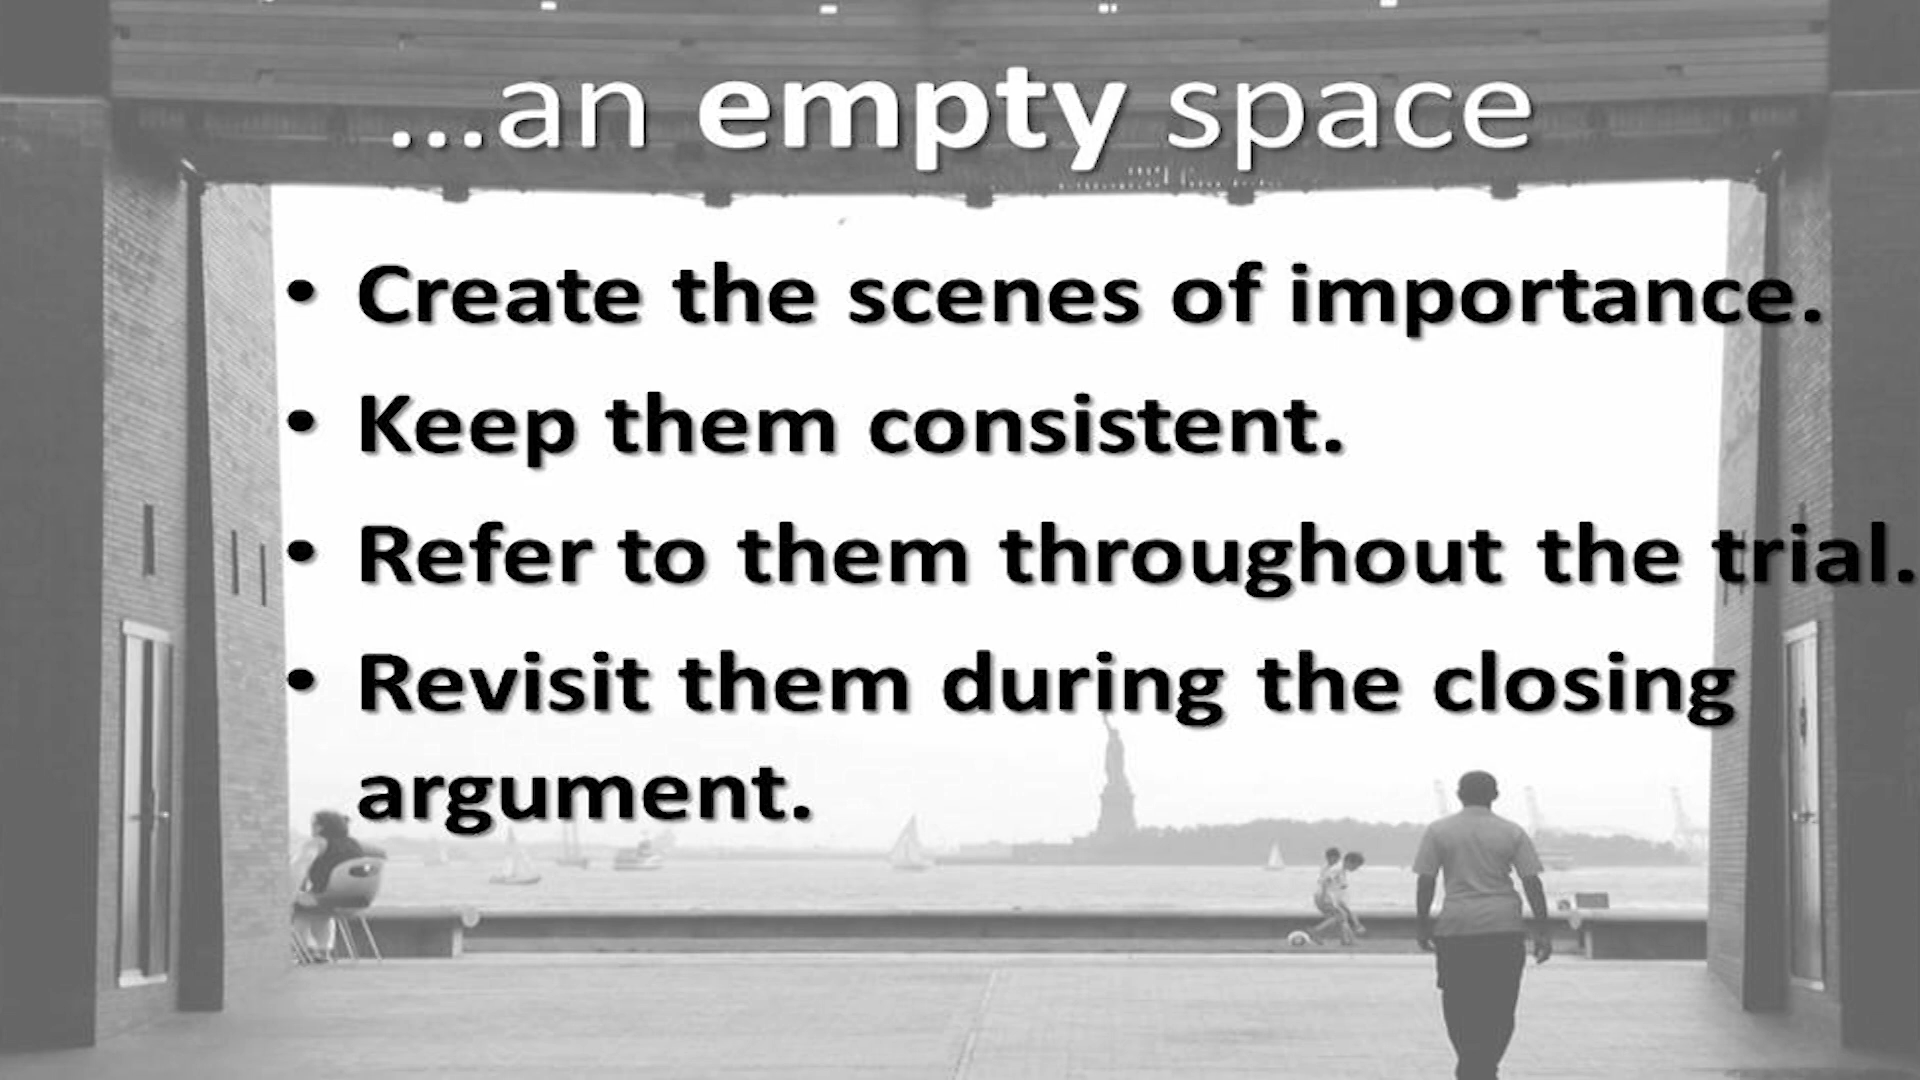 ...an empty space
• Create the scenes of importance.
• Keep them consistent.
• Refer to them throughout the trial.
• Revisit them during the closing
argument.